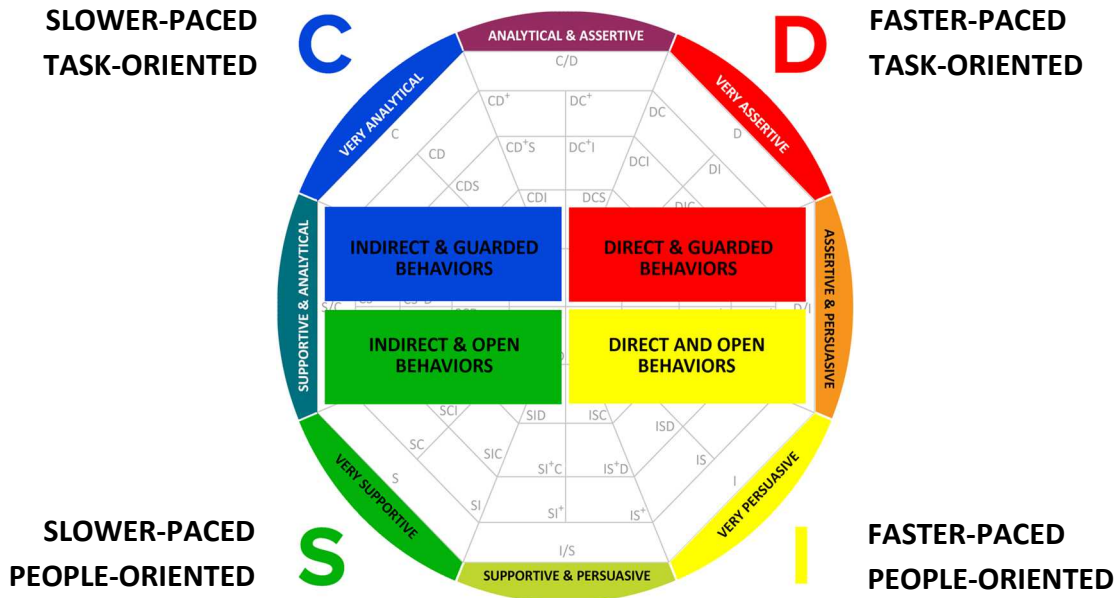 SLOWER-PACED
TASK-ORIENTED
C
D
FASTER-PACED
TASK-ORIENTED
ANALYTICAL & ASSERTIVE
C/D
VERY ANALYTICAL
VERY ASSERTIVE
CD⁺
DC⁺
DC
C
D
CD⁺S
DC⁺I
CD
DCI
DI
CDS
CDI
DCS
DIC
INDIRECT & GUARDED
BEHAVIORS
DIRECT & GUARDED
BEHAVIORS
SUPPORTIVE & ANALYTICAL
ASSERTIVE & PERSUASIVE
S/C
D/I
INDIRECT & OPEN
BEHAVIORS
DIRECT AND OPEN
BEHAVIORS
SCI
SID
ISC
ISD
SC
SIC
IS
S
SI⁺C
IS⁺D
I
SI
SI⁺
IS⁺
VERY SUPPORTIVE
VERY PERSUASIVE
I/S
SUPPORTIVE & PERSUASIVE
SLOWER-PACED
PEOPLE-ORIENTED
S
I
FASTER-PACED
PEOPLE-ORIENTED